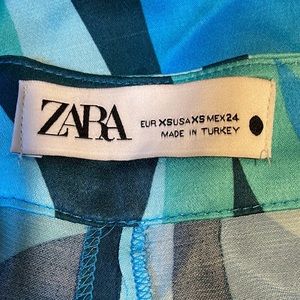 ZARA
EUR XS USA XS MEX 24
MADE IN TURKEY